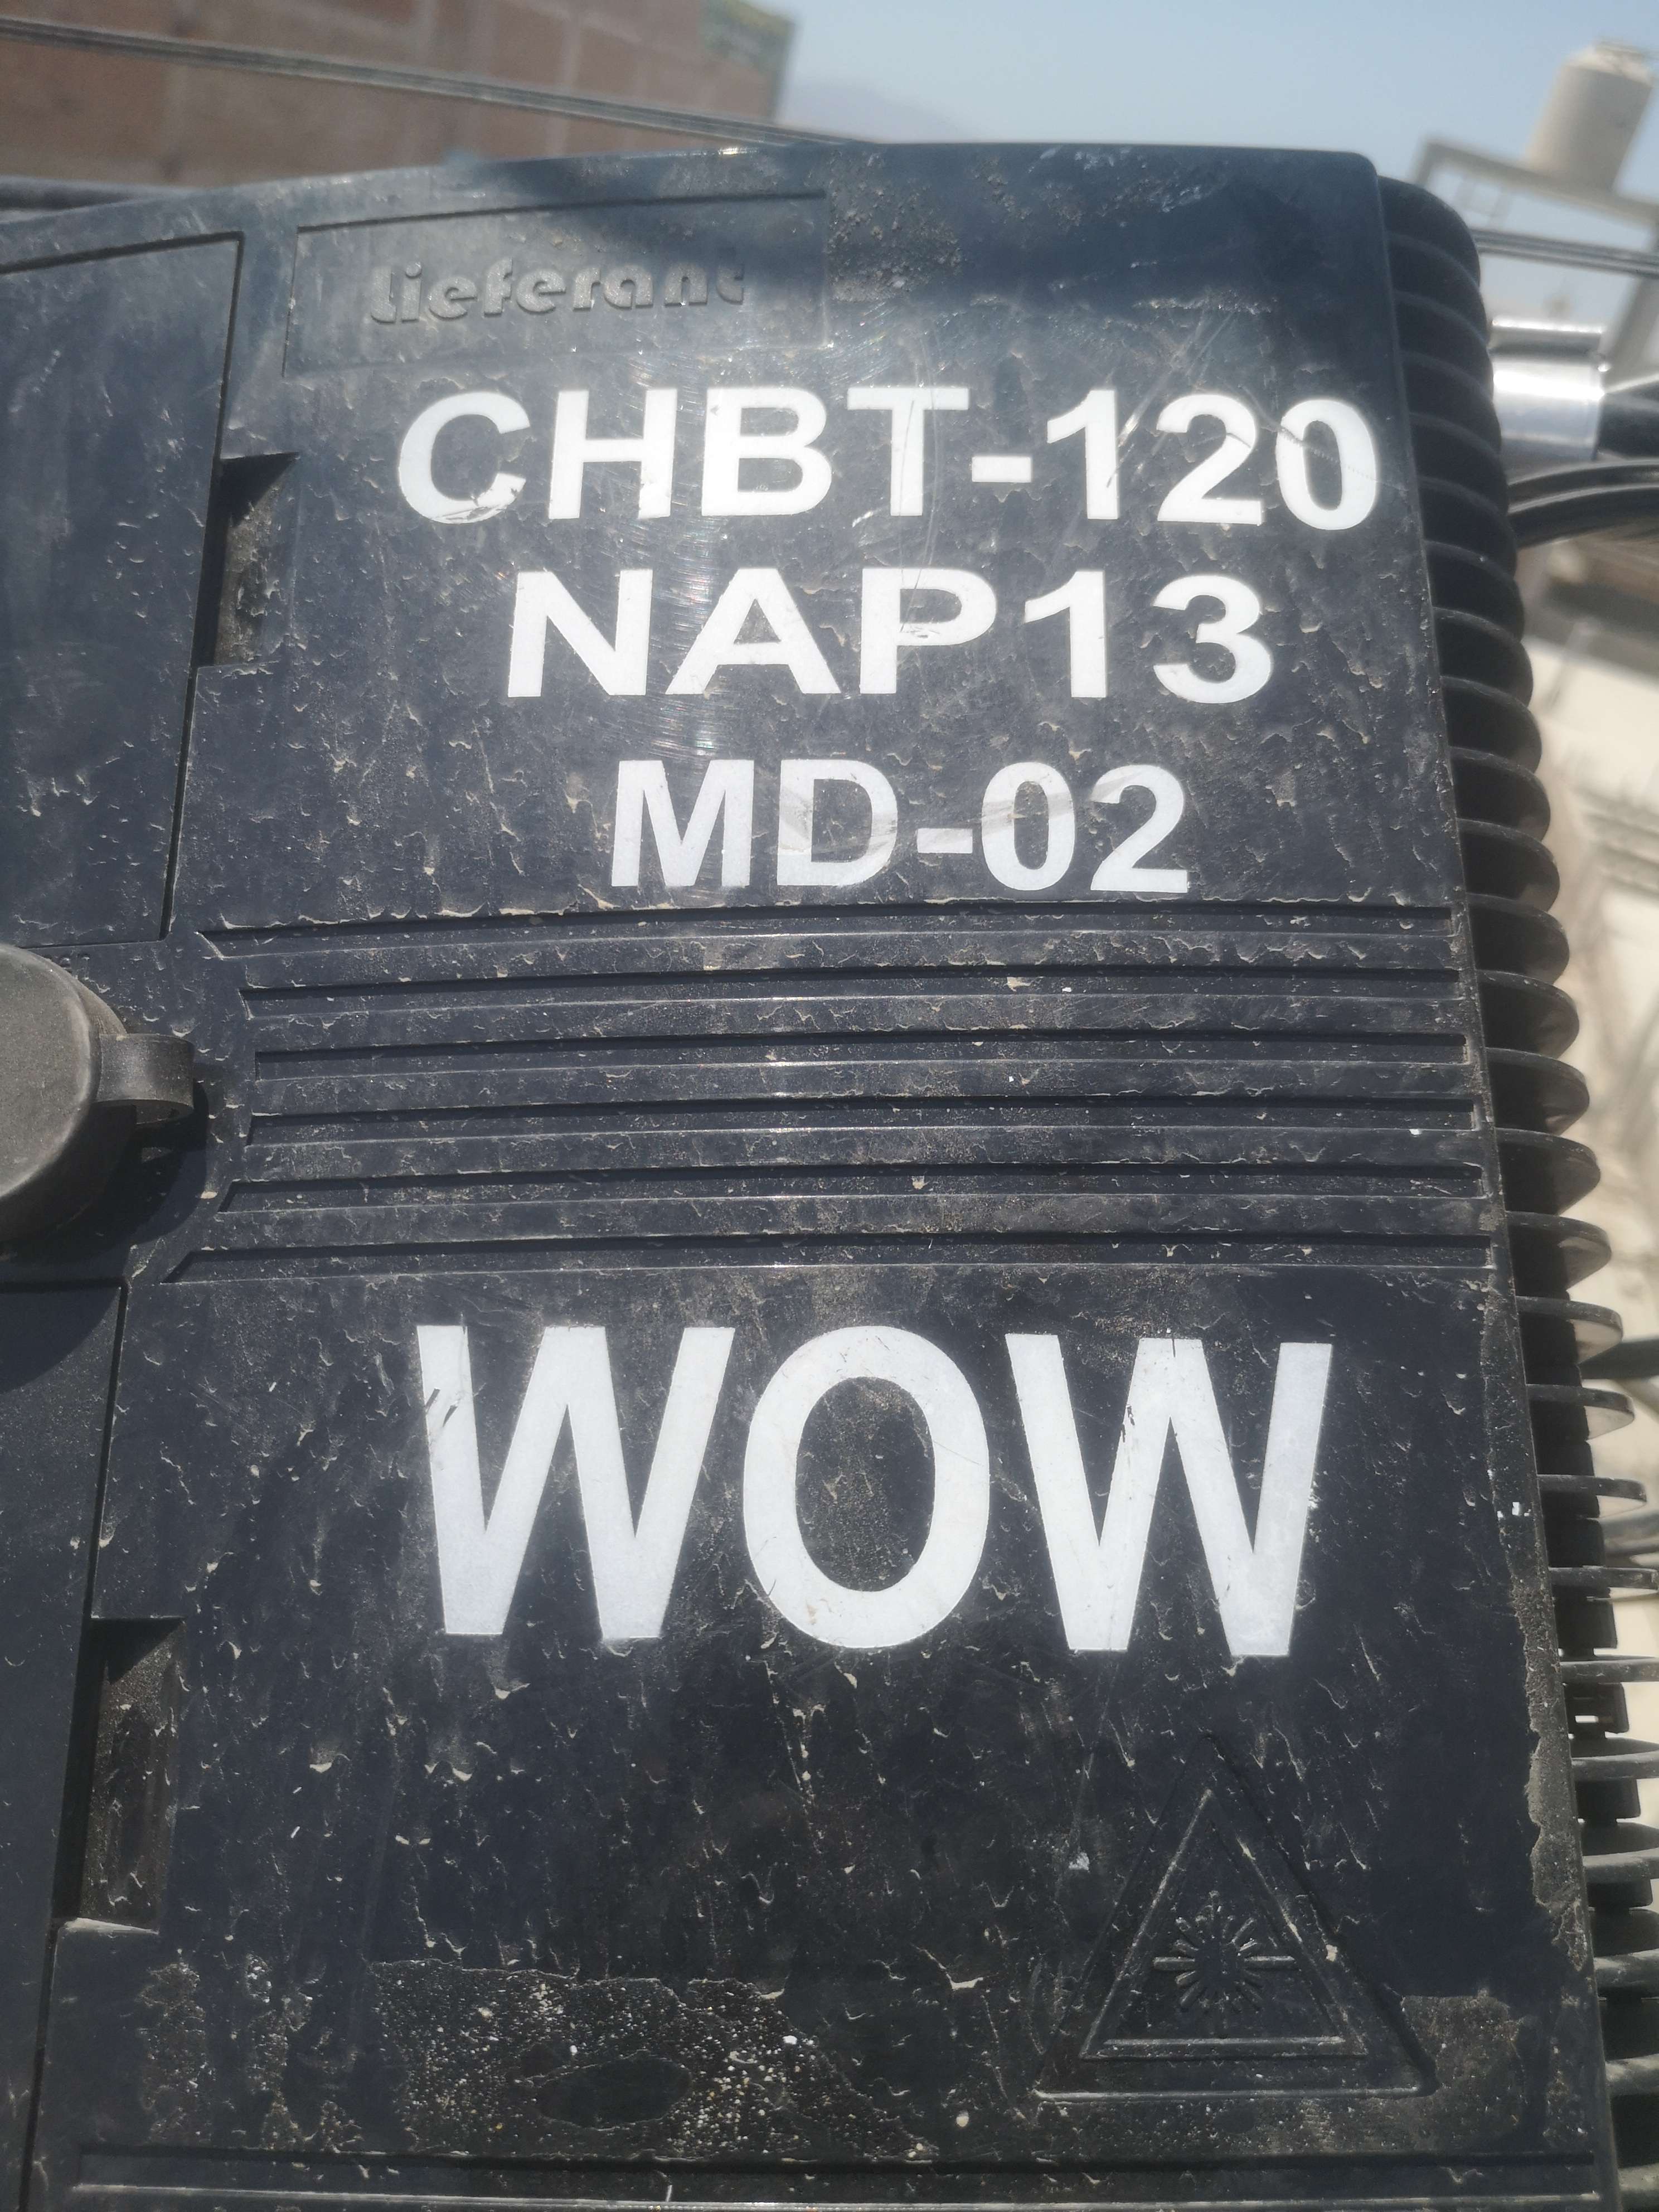 Lieferant
CHBT-120
NAP13
MD-02
WOW